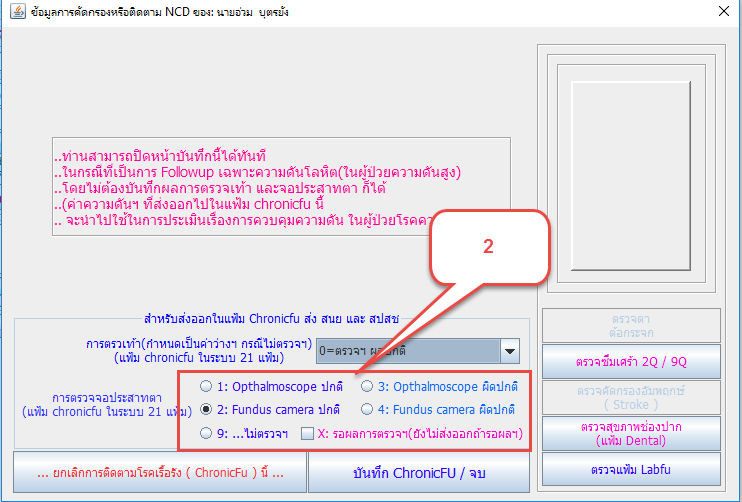 ข้อมูลการคัดกรองหรือติดตาม NCD ของ: นายอ่วม บุตรยัง
..ท่านสามารถปิดหน้าบันทึกนี้ได้ทันที
..ในกรณีที่เป็นการ Followup เฉพาะความดันโลหิต(ในผู้ป่วยความดันสูง)
..โดยไม่ต้องบันทึกผลการตรวจเท้า และจอประสาทตา ก็ได้
..(ค่าความดันฯ ที่ส่งออกไปในแฟ้ม chronicfu นี้
.. จะนำไปใช้ในการประเมินเรื่องการควบคุมความดัน ในผู้ป่วยโรค
2
สำหรับส่งออกในแฟ้ม Chronicfu ส่ง สนย และ สปสช
การตรวเท้า(กำหนดเป็นค่าว่างฯ กรณีไม่ตรวจฯ)
(แฟ้ม chronicfu ในระบบ 21 แฟ้ม)
0=ตรวจฯ ผลปกติ
การตรวจจอประสาทตา
(แฟ้ม chronicfu ในระบบ 21 แฟ้ม)
1: Opthalmoscope ปกติ
3: Opthalmoscope ผิดปกติ
2: Fundus camera ปกติ
4: Fundus camera ผิดปกติ
9: ...ไม่ตรวจฯ
X: รอผลการตรวจฯ(ยังไม่ส่งออกถ้ารอผลฯ)
... ยกเลิกการติดตามโรคเรื้อรัง ( ChronicFu ) นี้ ...
บันทึก ChronicFU / จบ
ตรวจตา
ต้อกระจก
ตรวจซึมเศร้า 2Q / 9Q
ตรวจคัดกรองอัมพฤกษ์
( Stroke )
ตรวจสุขภาพช่องปาก
(แฟ้ม Dental)
ตรวจแฟ้ม Labfu